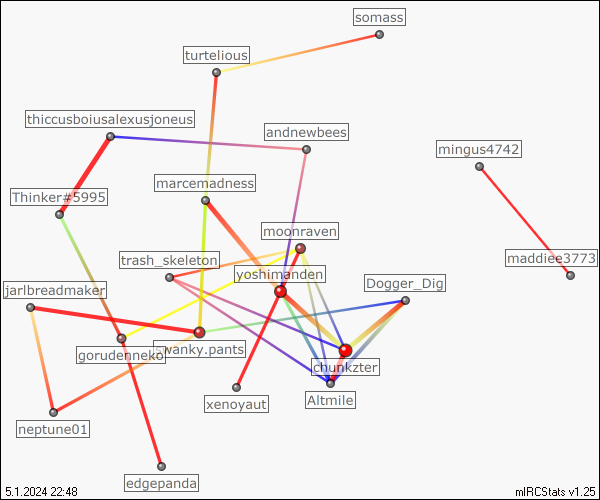 somass
turtelious
thiccusboiusalexusjoneus
andnewbees
mingus4742
marcemadness
Thinker#5995
moonraven
trash_skeleton
maddiee3773
yoshimanden
Dogger_Dig
jarlbreadmaker
wanky.pants
gorudenneko
chunkzter
Altmile
xenoyaut
neptune01
edgepanda
5.1.2024 22:48
mIRCStats v1.25